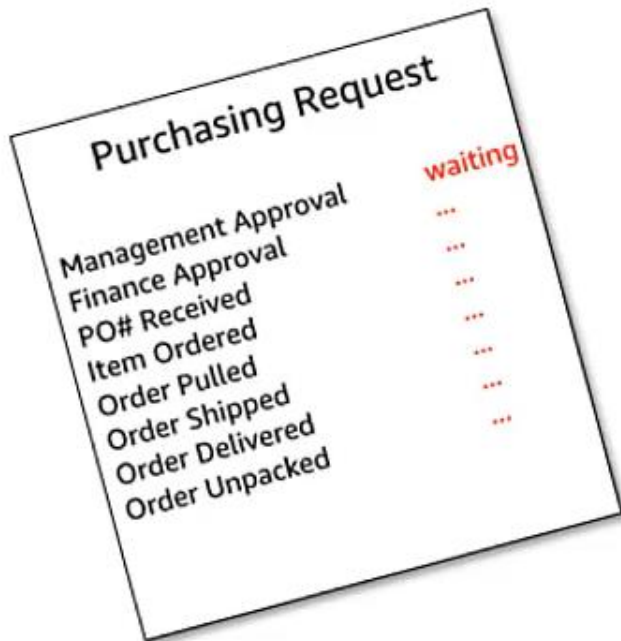 Purchasing Request
Management Approval waiting
Finance Approval ...
PO# Received ...
Item Ordered ...
Order Pulled ...
Order Shipped ...
Order Delivered ...
Order Unpacked ...